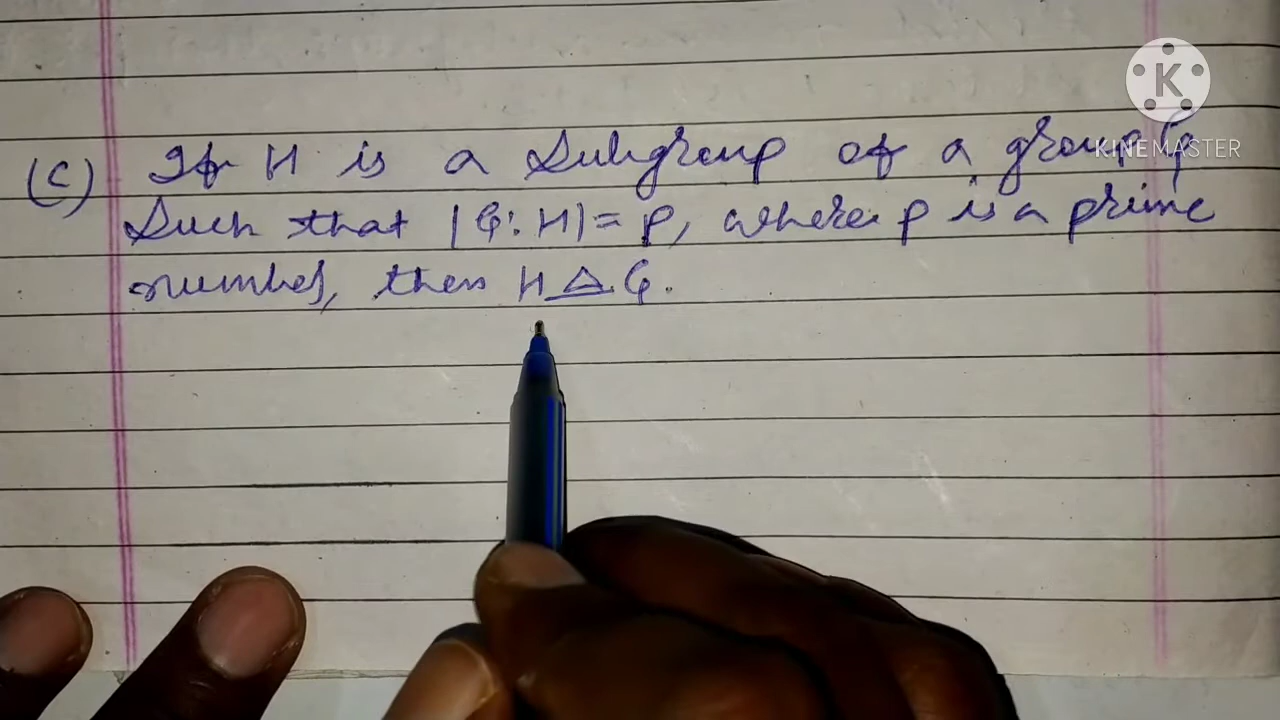 (C) If H is a subgroup of a group G
such that |G:H|=p, where p is a prime
number, then H △ G.
K
KINEMASTER